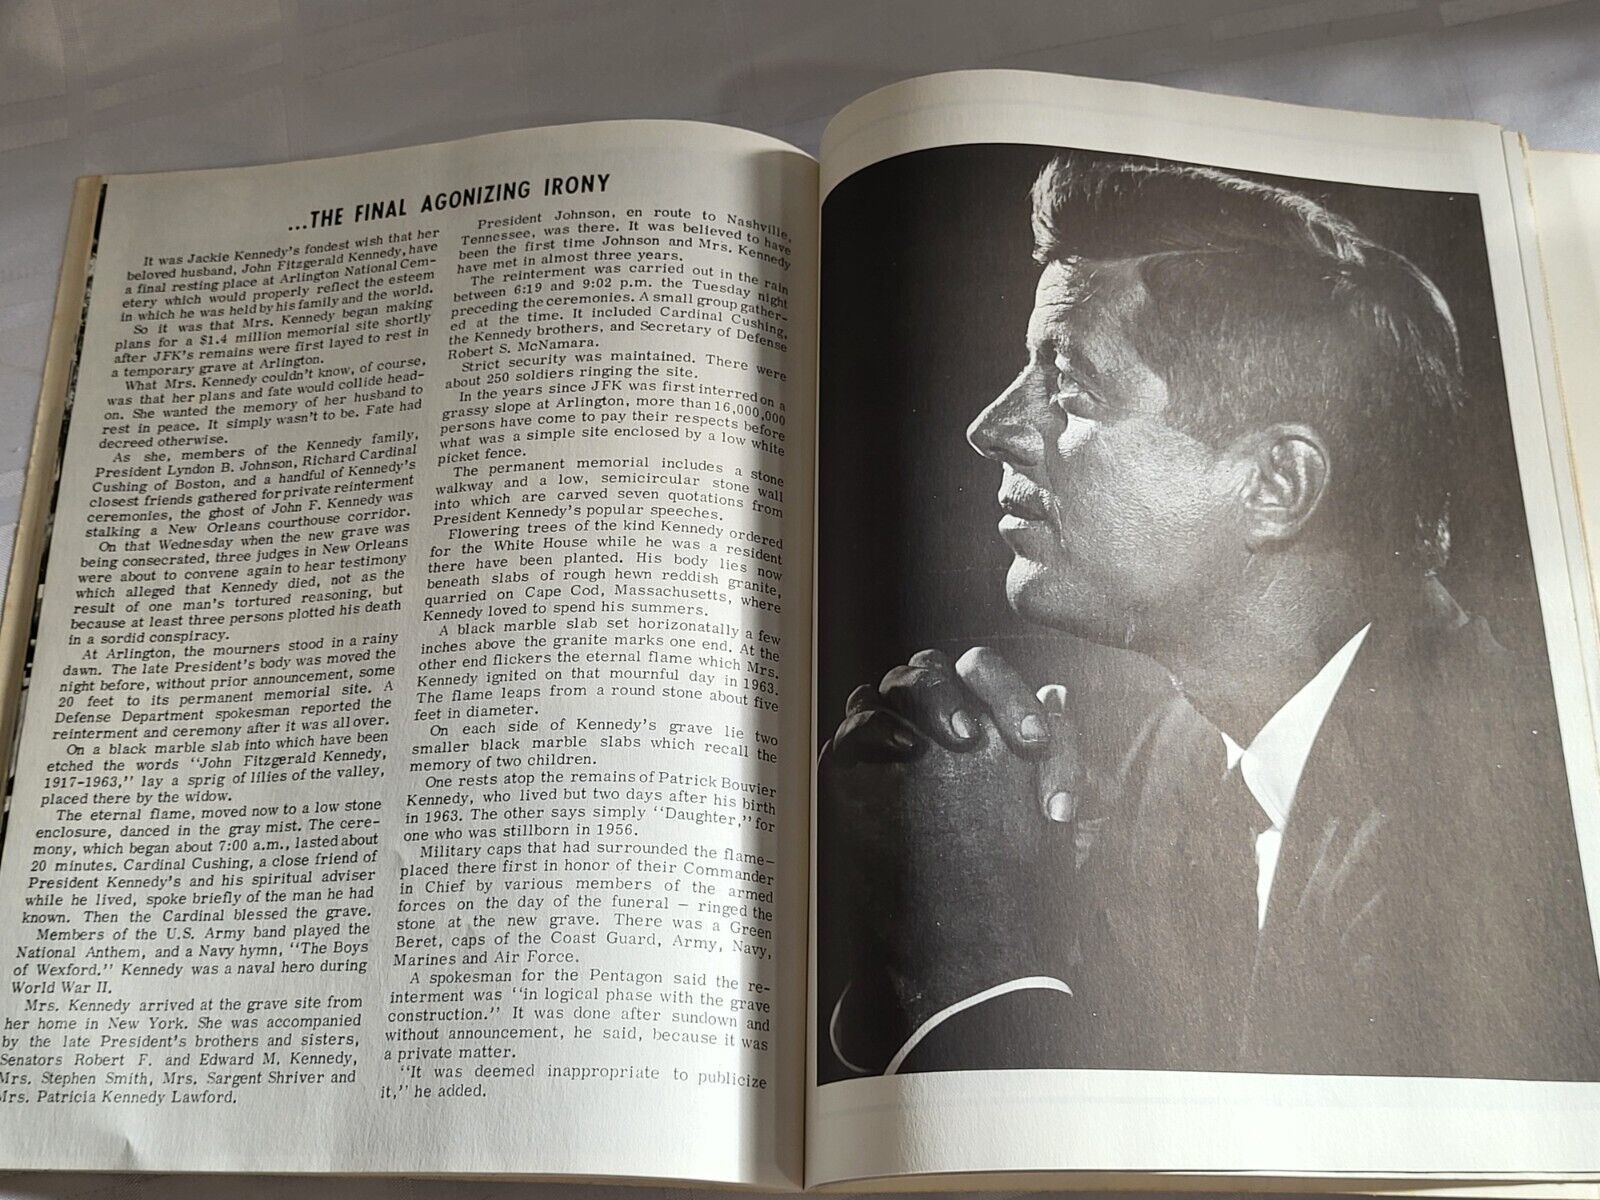 ...THE FINAL AGONIZING IRONY
It was Jackie Kennedy's fondest wish that her
beloved husband, John Fitzgerald Kennedy, have
a final resting place at Arlington National Cem-
etery which would properly reflect the esteem
in which he was held by his family and the world.
So it was that Mrs. Kennedy began making
plans for a $1.4 million memorial site shortly
after JFK's remains were first layed to rest in
a temporary grave at Arlington.
What Mrs. Kennedy couldn't know, of course,
was that her plans and fate would collide head-
on. She wanted the memory of her husband to
rest in peace. It simply wasn't to be. Fate had
decreed otherwise.
As she, members of the Kennedy family,
President Lyndon B. Johnson, Richard Cardinal
Cushing of Boston, and a handful of Kennedy's
closest friends gathered for private reinterment
ceremonies, the ghost of John F. Kennedy was
stalking a New Orleans courthouse corridor.
On that Wednesday when the new grave was
being consecrated, three judges in New Orleans
were about to convene again to hear testimony
which alleged that Kennedy died, not as the
result of one man's tortured reasoning, but
because at least three persons plotted his death
in a sordid conspiracy.
At Arlington, the mourners stood in a rainy
dawn. The late President's body was moved the
night before, without prior announcement, some
20 feet to its permanent memorial site. A
Defense Department spokesman reported the
reinterment and ceremony after it was all over.
On a black marble slab into which have been
etched the words "John Fitzgerald Kennedy,
1917-1963," lay a sprig of lilies of the valley,
placed there by the widow.
The eternal flame, moved now to a low stone
enclosure, danced in the gray mist. The cere-
mony, which began about 7:00 a.m., lasted about
20 minutes. Cardinal Cushing, a close friend of
President Kennedy's and his spiritual adviser
while he lived, spoke briefly of the man he had
known. Then the Cardinal blessed the grave.
Members of the U.S. Army band played the
National Anthem, and a Navy hymn, "The Boys
of Wexford." Kennedy was a naval hero during
World War II.
Mrs. Kennedy arrived at the grave site from
her home in New York. She was accompanied
by the late President's brothers and sisters,
Senators Robert F. and Edward M. Kennedy,
Mrs. Stephen Smith, Mrs. Sargent Shriver and
Mrs. Patricia Kennedy Lawford.
President Johnson, en route to Nashville,
Tennessee, was there. It was believed to have
been the first time Johnson and Mrs. Kennedy
have met in almost three years.
The reinterment was carried out in the rain
between 6:19 and 9:02 p.m. the Tuesday night
preceding the ceremonies. A small group gather-
ed at the time. It included Cardinal Cushing,
the Kennedy brothers, and Secretary of Defense
Robert S. McNamara.
Strict security was maintained. There were
about 250 soldiers ringing the site.
In the years since JFK was first interred on a
grassy slope at Arlington, more than 16,000,000
persons have come to pay their respects before
what was a simple site enclosed by a low white
picket fence.
The permanent memorial includes a stone
walkway and a low, semicircular stone wall
into which are carved seven quotations from
President Kennedy's popular speeches.
Flowering trees of the kind Kennedy ordered
for the White House while he was a resident
there have been planted. His body lies now
beneath slabs of rough hewn reddish granite,
quarried on Cape Cod, Massachusetts, where
Kennedy loved to spend his summers.
A black marble slab set horizonatally a few
inches above the granite marks one end. At the
other end flickers the eternal flame which Mrs.
Kennedy ignited on that mournful day in 1963.
The flame leaps from a round stone about five
feet in diameter.
On each side of Kennedy's grave lie two
smaller black marble slabs which recall the
memory of two children.
One rests atop the remains of Patrick Bouvier
Kennedy, who lived but two days after his birth
in 1963. The other says simply "Daughter," for
one who was stillborn in 1956.
Military caps that had surrounded the flame—
placed there first in honor of their Commander
in Chief by various members of the armed
forces on the day of the funeral — ringed the
stone at the new grave. There was a Green
Beret, caps of the Coast Guard, Army, Navy,
Marines and Air Force.
A spokesman for the Pentagon said the re-
interment was "in logical phase with the grave
construction." It was done after sundown and
without announcement, he said, because it was
a private matter.
"It was deemed inappropriate to publicize
it," he added.